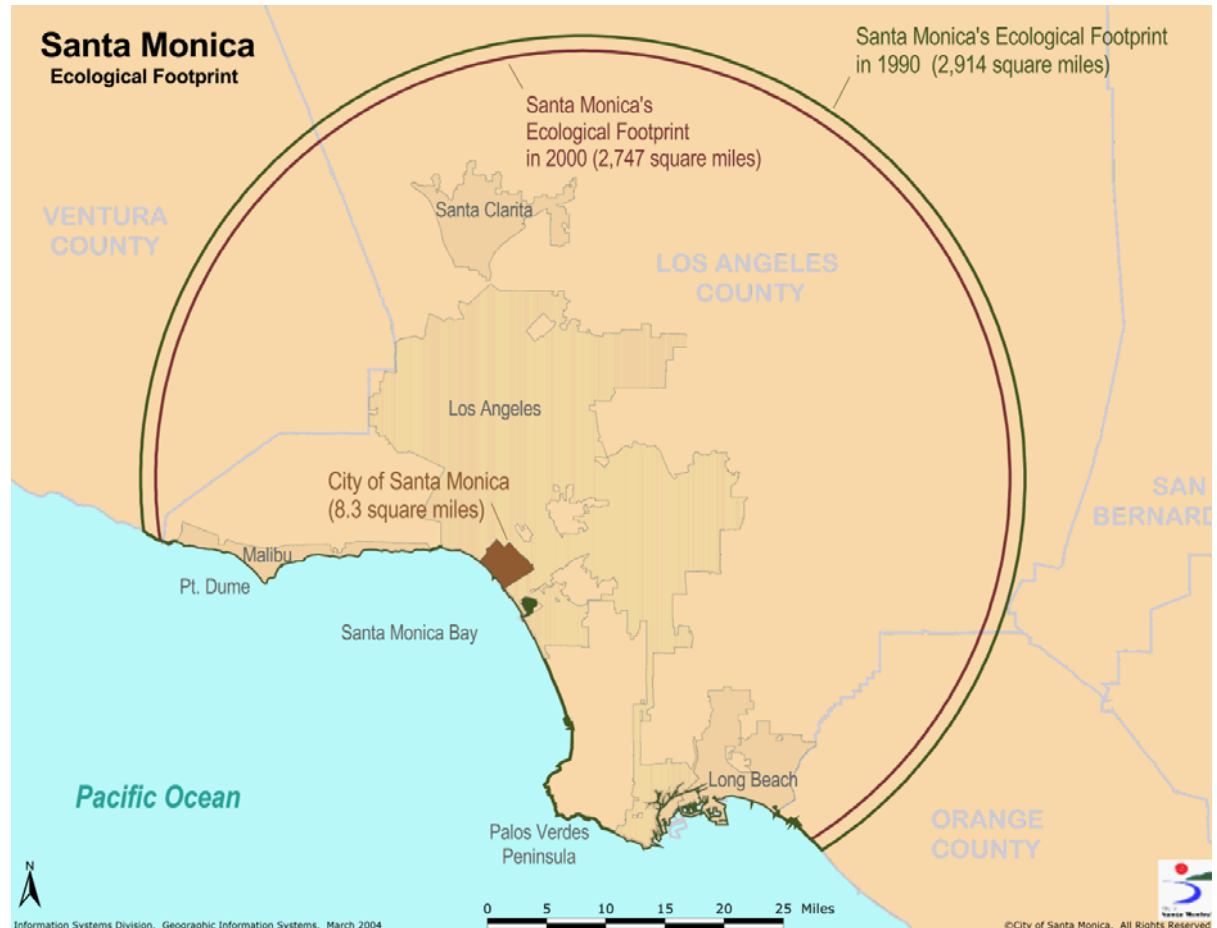 Santa Monica
Ecological Footprint
Santa Monica's Ecological Footprint
in 1990 (2,914 square miles)
Santa Monica's
Ecological Footprint
in 2000 (2,747 square miles)
Santa Clarita
VENTURA
COUNTY
LOS ANGELES
COUNTY
Los Angeles
City of Santa Monica
(8.3 square miles)
SAN
BERNARD
Malibu
Pt. Dume
Santa Monica Bay
Long Beach
Pacific Ocean
Palos Verdes
Peninsula
ORANGE
COUNTY
N
0 5 10 15 20 25 Miles
Santa Monica
Information Systems Division, Geographic Information Systems, March 2004
©City of Santa Monica. All Rights Reserved